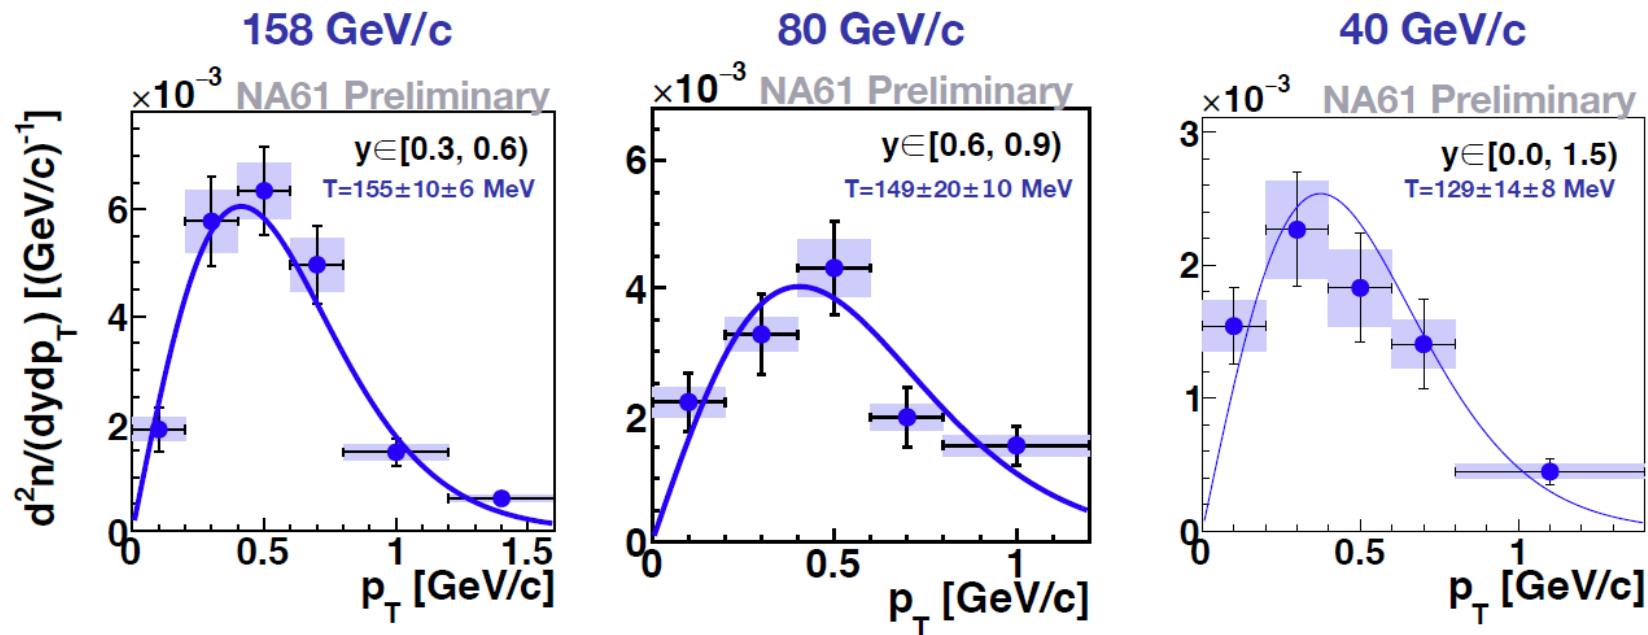 158 GeV/c
×10⁻³ NA61 Preliminary
y∈[0.3, 0.6)
T=155±10±6 MeV
d²n/(dydp_T) [(GeV/c)⁻¹]
6
4
2
0
0 0.5 1 1.5
p_T [GeV/c]
80 GeV/c
×10⁻³ NA61 Preliminary
y∈[0.6, 0.9)
T=149±20±10 MeV
6
4
2
0
0 0.5 1
p_T [GeV/c]
40 GeV/c
×10⁻³ NA61 Preliminary
y∈[0.0, 1.5)
T=129±14±8 MeV
3
2
1
0
0 0.5 1
p_T [GeV/c]